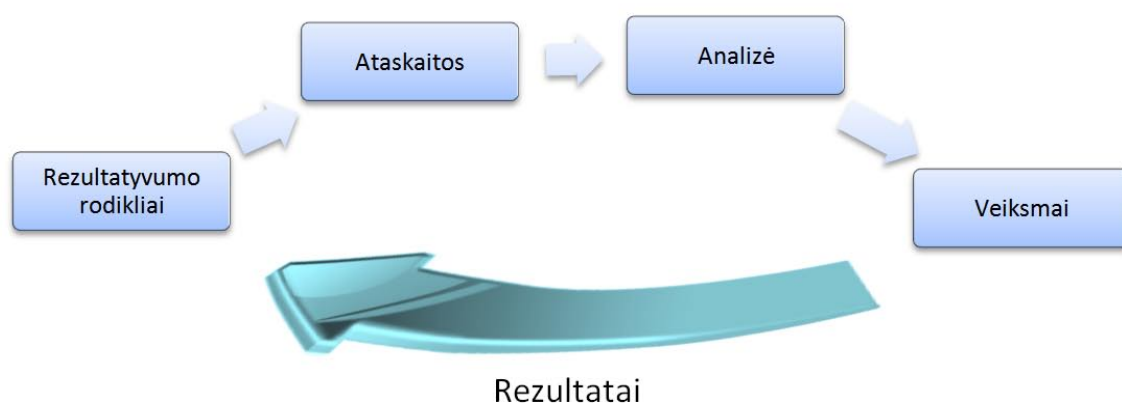 Rezultatyvumo
rodikliai
Ataskaitos
Analizė
Veiksmai
Rezultatai